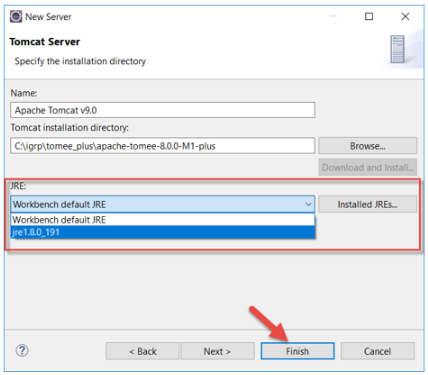 New Server
Tomcat Server
Specify the installation directory
Name:
Apache Tomcat v9.0
Tomcat installation directory:
C:\igrp\tomee_plus\apache-tomee-8.0.0-M1-plus
Browse...
Download and Install...
JRE:
Workbench default JRE
Installed JREs...
Workbench default JRE
jre1.8.0_191
?
< Back
Next >
Finish
Cancel